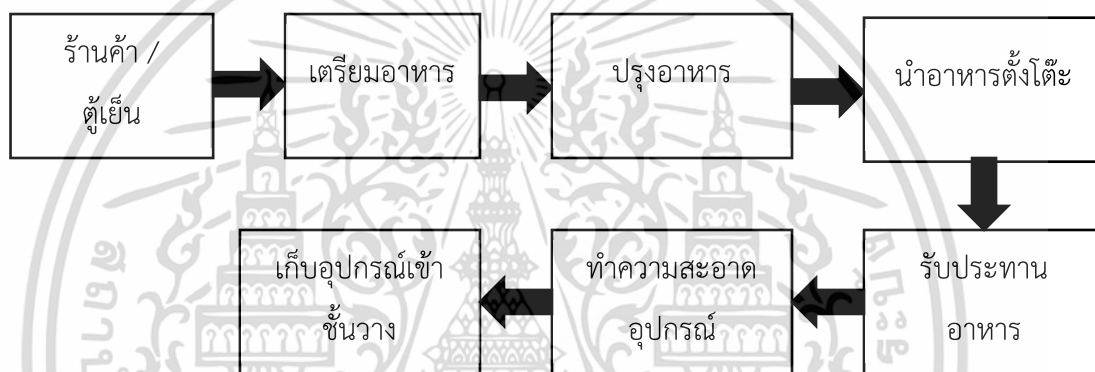 ร้านค้า /
ตู้เย็น
เตรียมอาหาร
ปรุงอาหาร
นำอาหารตั้งโต๊ะ
รับประทาน
อาหาร
ทำความสะอาด
อุปกรณ์
เก็บอุปกรณ์เข้า
ชั้นวาง